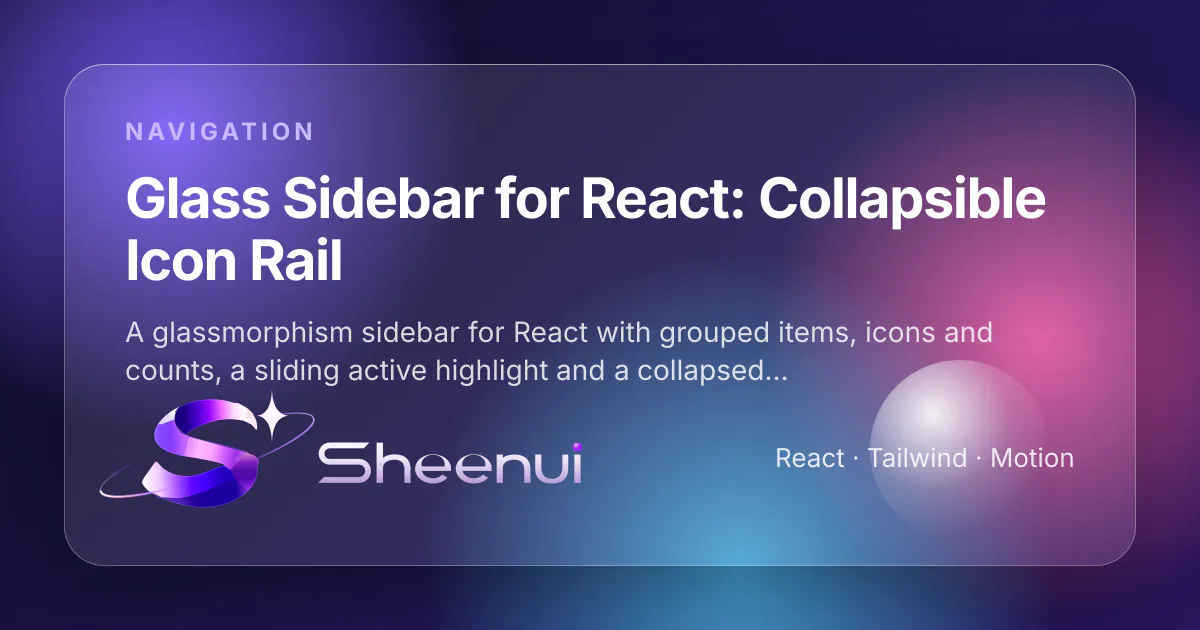 NAVIGATION
Glass Sidebar for React: Collapsible
Icon Rail
A glassmorphism sidebar for React with grouped items, icons and
counts, a sliding active highlight and a collapsed...
Sheenui
React · Tailwind · Motion